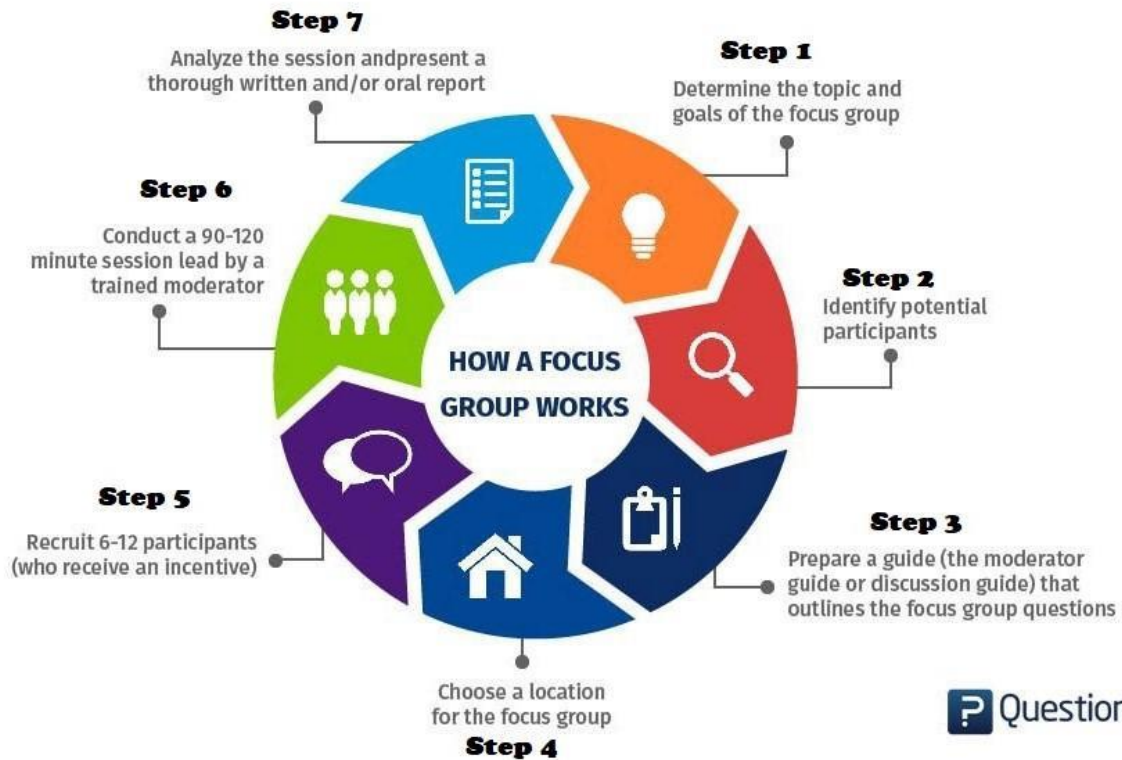 HOW A FOCUS
GROUP WORKS
Step 1
Determine the topic and
goals of the focus group
Step 2
Identify potential
participants
Step 3
Prepare a guide (the moderator
guide or discussion guide) that
outlines the focus group questions
Choose a location
for the focus group
Step 4
Step 5
Recruit 6-12 participants
(who receive an incentive)
Step 6
Conduct a 90-120
minute session lead by a
trained moderator
Step 7
Analyze the session andpresent a
thorough written and/or oral report
? Question